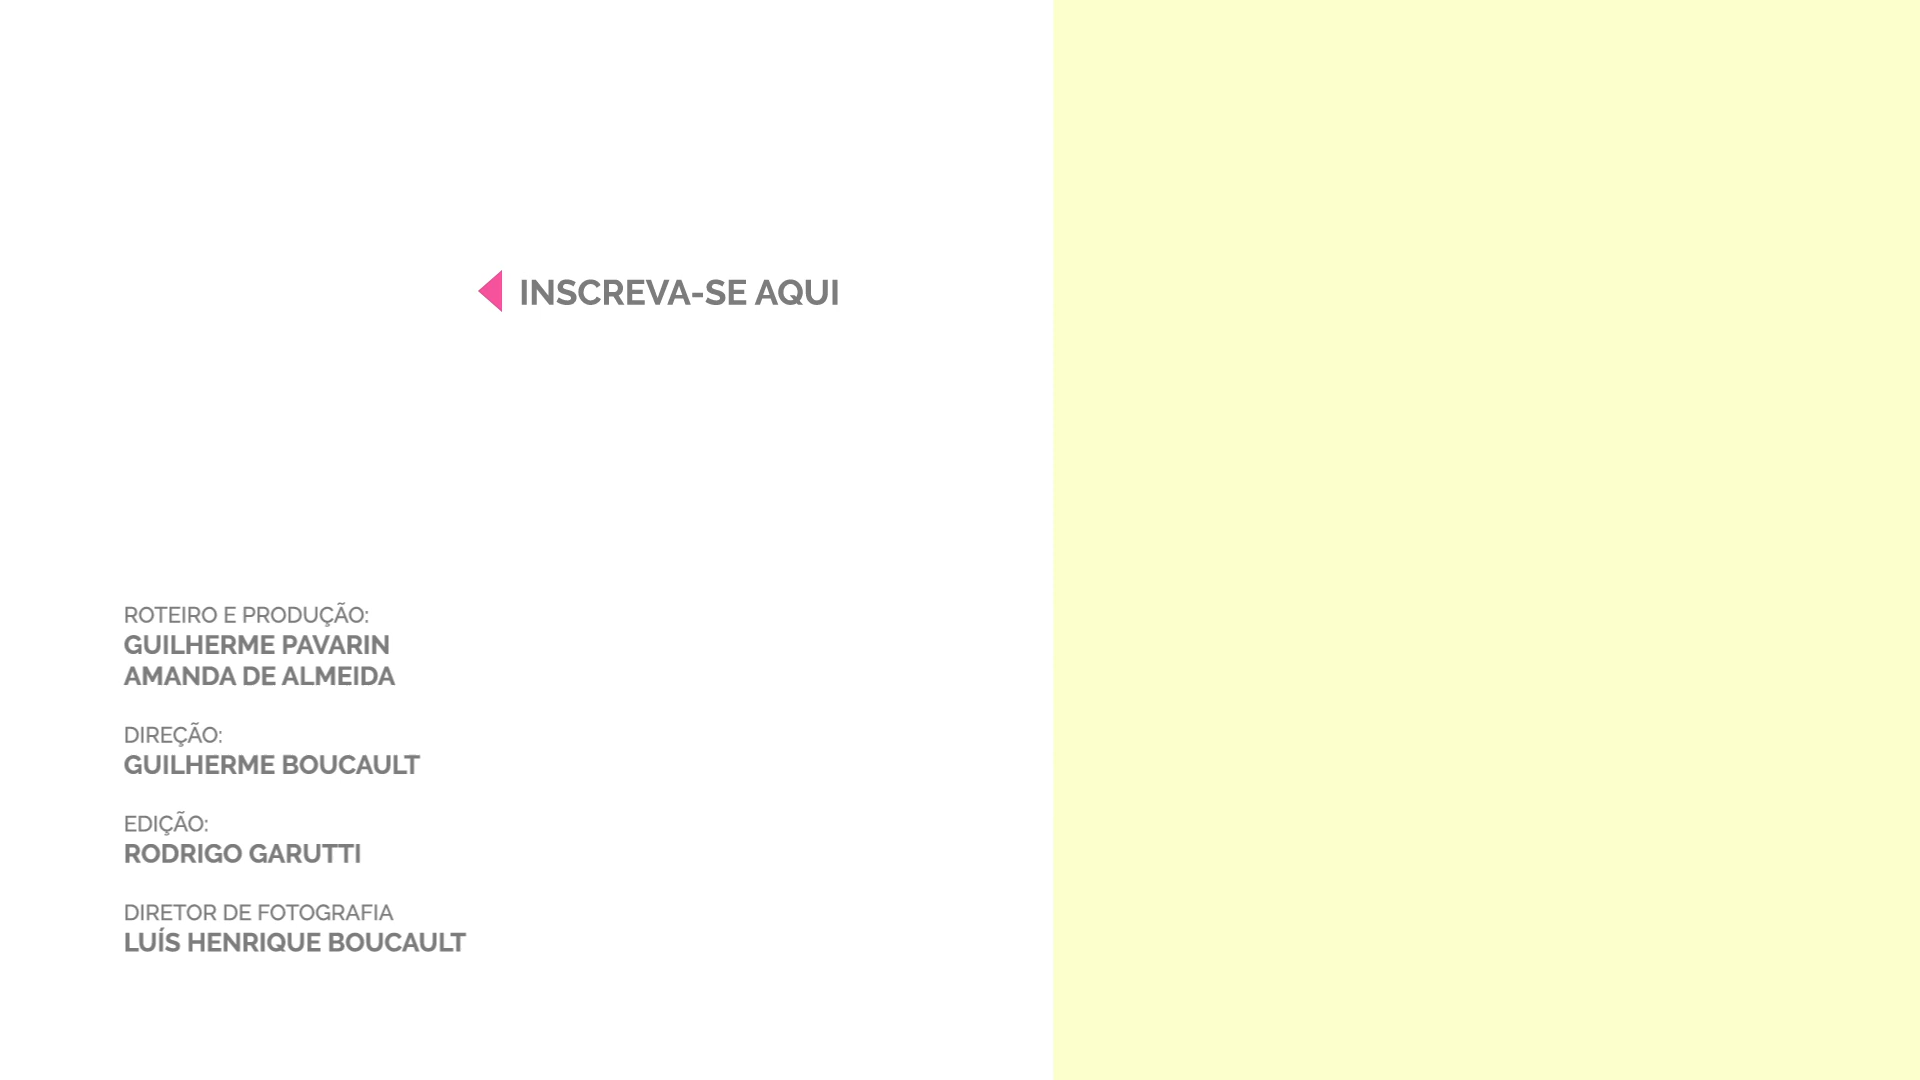 INSCREVA-SE AQUI
ROTEIRO E PRODUÇÃO:
GUILHERME PAVARIN
AMANDA DE ALMEIDA
DIREÇÃO:
GUILHERME BOUCAULT
EDIÇÃO:
RODRIGO GARUTTI
DIRETOR DE FOTOGRAFIA
LUÍS HENRIQUE BOUCAULT